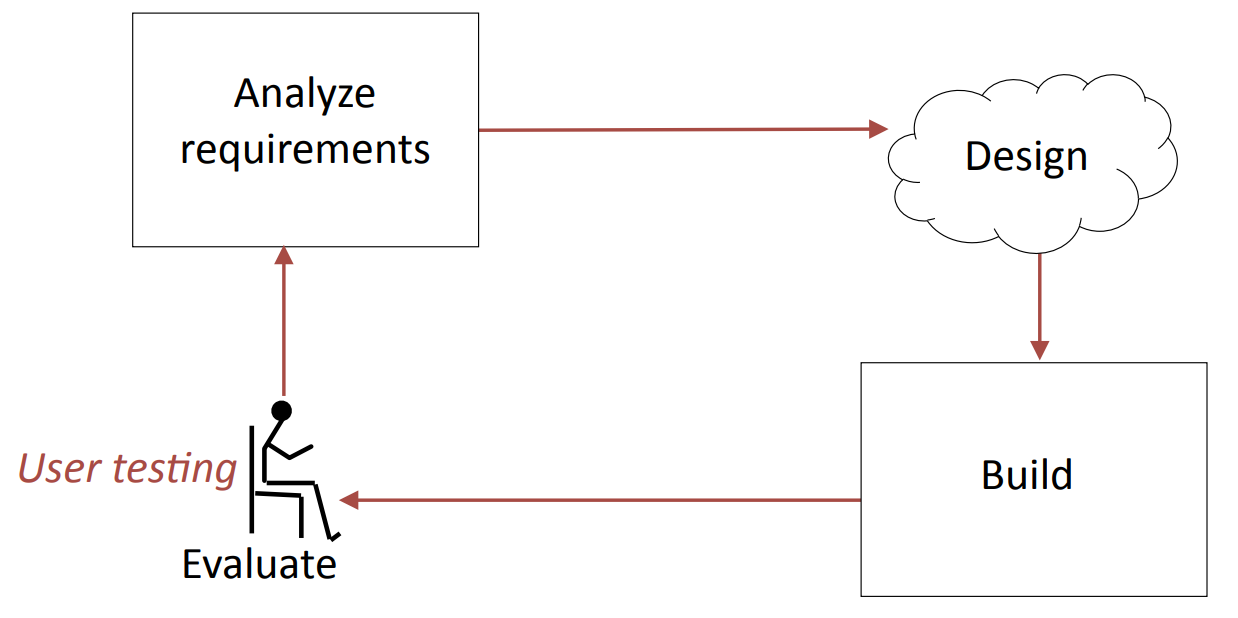 Analyze
requirements
Design
Build
User testing
Evaluate